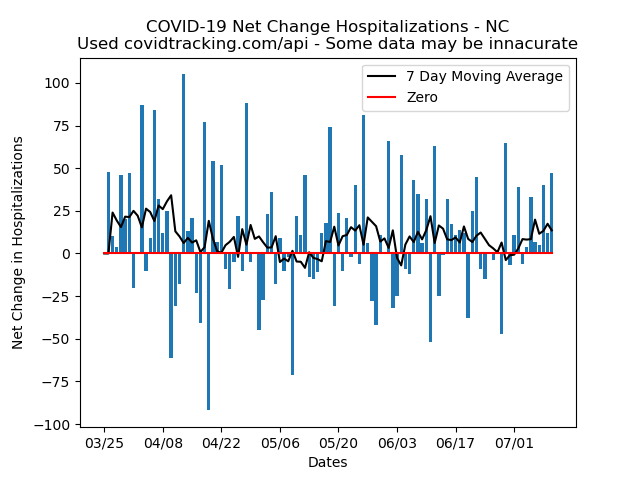 COVID-19 Net Change Hospitalizations - NC
Used covidtracking.com/api - Some data may be innacurate
7 Day Moving Average
Zero
Net Change in Hospitalizations
100
75
50
25
0
−25
−50
−75
−100
03/25 04/08 04/22 05/06 05/20 06/03 06/17 07/01
Dates